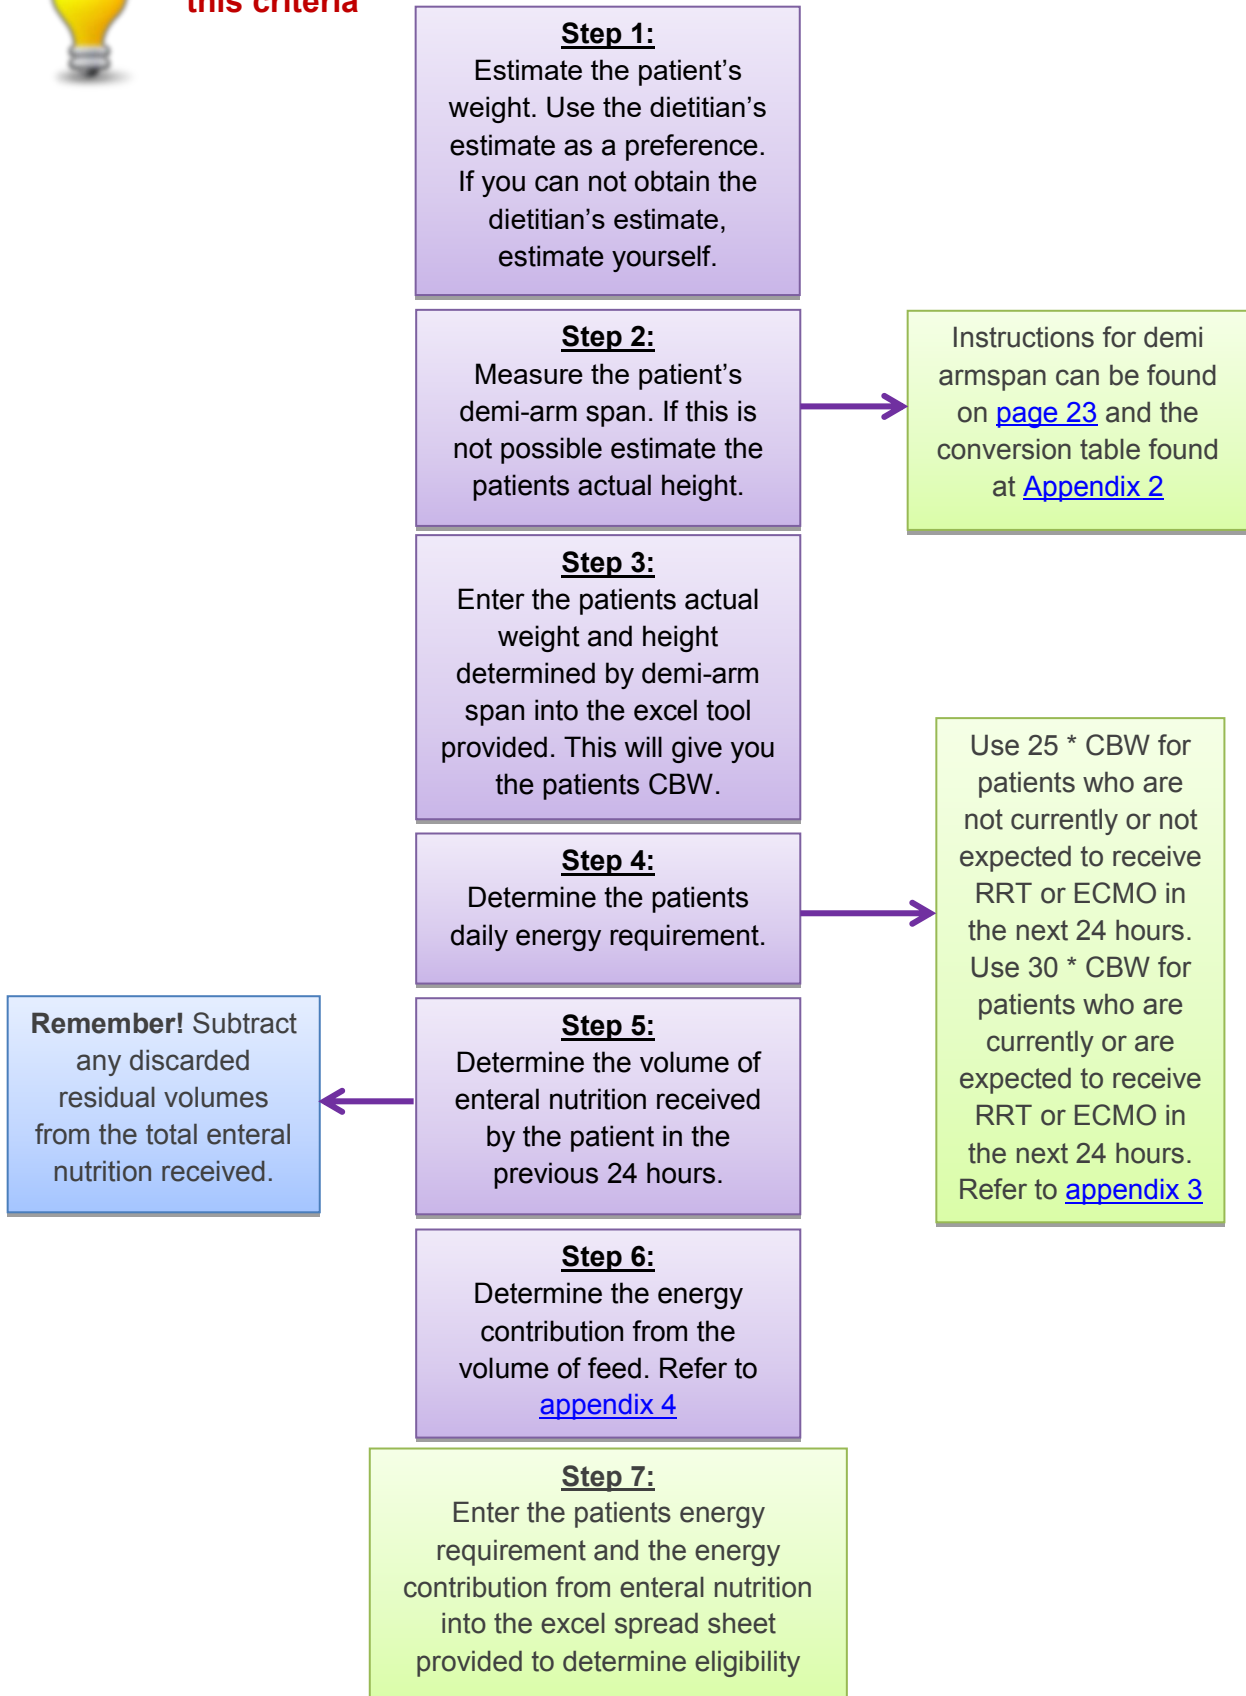 this criteria
Step 1:
Estimate the patient's
weight. Use the dietitian's
estimate as a preference.
If you can not obtain the
dietitian's estimate,
estimate yourself.
Step 2:
Measure the patient's
demi-arm span. If this is
not possible estimate the
patients actual height.
Instructions for demi
armspan can be found
on page 23 and the
conversion table found
at Appendix 2
Step 3:
Enter the patients actual
weight and height
determined by demi-arm
span into the excel tool
provided. This will give you
the patients CBW.
Step 4:
Determine the patients
daily energy requirement.
Use 25 * CBW for
patients who are
not currently or not
expected to receive
RRT or ECMO in
the next 24 hours.
Use 30 * CBW for
patients who are
currently or are
expected to receive
RRT or ECMO in
the next 24 hours.
Refer to appendix 3
Step 5:
Determine the volume of
enteral nutrition received
by the patient in the
previous 24 hours.
Remember! Subtract
any discarded
residual volumes
from the total enteral
nutrition received.
Step 6:
Determine the energy
contribution from the
volume of feed. Refer to
appendix 4
Step 7:
Enter the patients energy
requirement and the energy
contribution from enteral nutrition
into the excel spread sheet
provided to determine eligibility